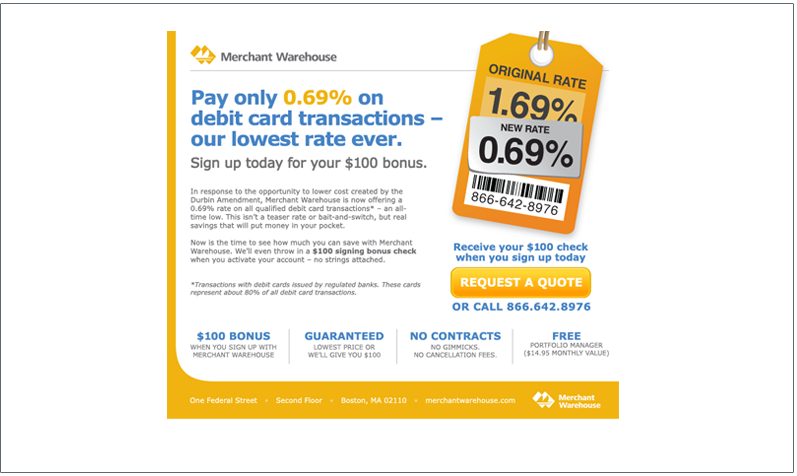 Merchant Warehouse
Pay only 0.69% on
debit card transactions –
our lowest rate ever.
Sign up today for your $100 bonus.
In response to the opportunity to lower cost created by the
Durbin Amendment, Merchant Warehouse is now offering a
0.69% rate on all qualified debit card transactions* – an all-
time low. This isn't a teaser rate or bait-and-switch, but real
savings that will put money in your pocket.
Now is the time to see how much you can save with Merchant
Warehouse. We'll even throw in a $100 signing bonus check
when you activate your account – no strings attached.
*Transactions with debit cards issued by regulated banks. These cards
represent about 80% of all debit card transactions.
ORIGINAL RATE
1.69%
NEW RATE
0.69%
866-642-8976
Receive your $100 check
when you sign up today
REQUEST A QUOTE
OR CALL 866.642.8976
$100 BONUS
WHEN YOU SIGN UP WITH
MERCHANT WAREHOUSE
GUARANTEED
LOWEST PRICE OR
WE'LL GIVE YOU $100
NO CONTRACTS
NO GIMMICKS.
NO CANCELLATION FEES.
FREE
PORTFOLIO MANAGER
($14.95 MONTHLY VALUE)
One Federal Street • Second Floor • Boston, MA 02110 • merchantwarehouse.com
Merchant
Warehouse